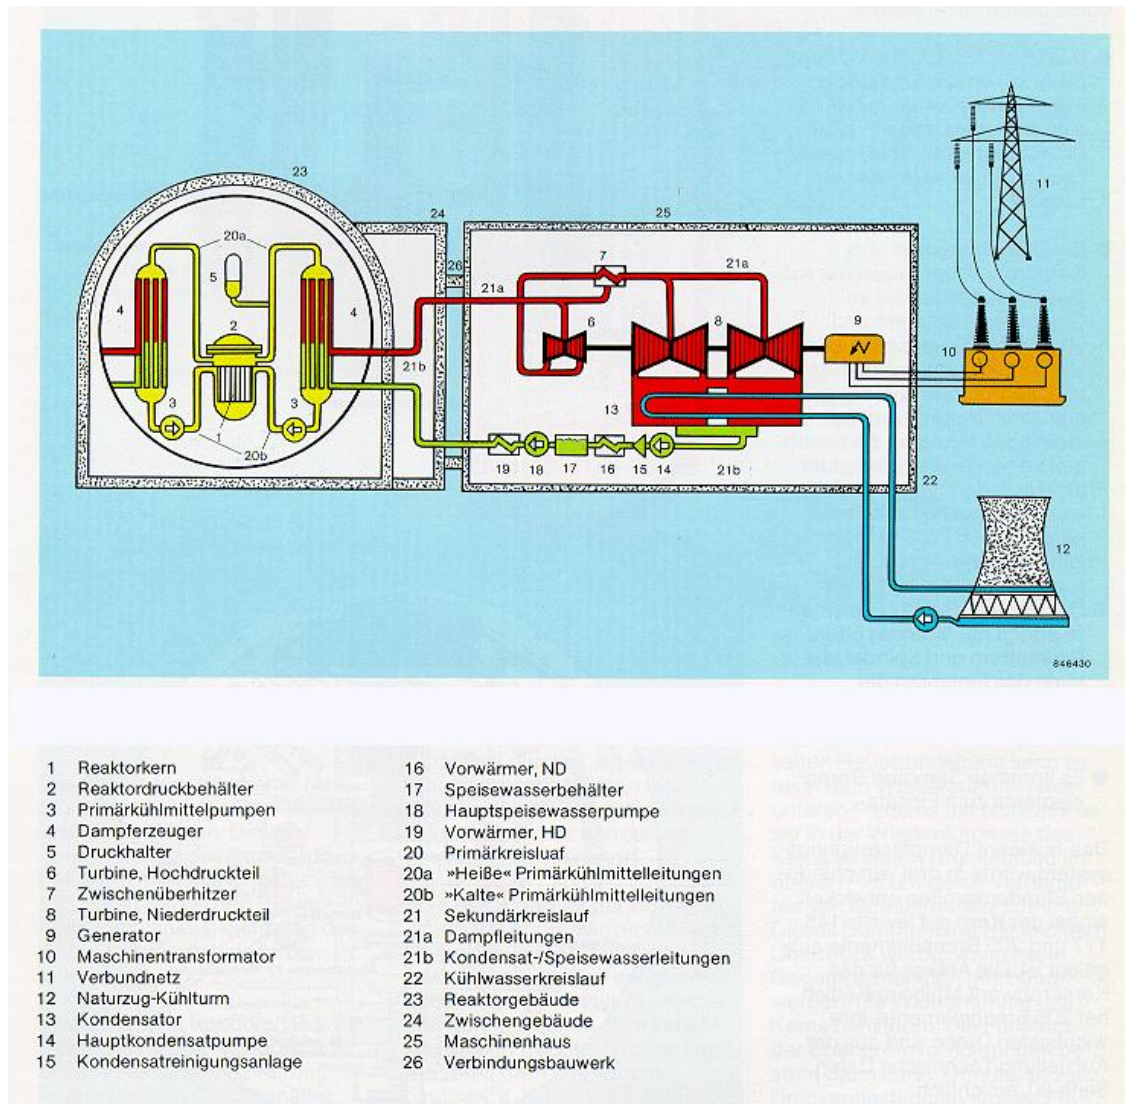 11
23
24
25
20a
7
21a
26
5
21a
4
4
6
8
9
2
10
21b
3
3
13
1
20b
19
18
17
16
15
14
21b
22
12
846430
1 Reaktorkern
2 Reaktordruckbehälter
3 Primärkühlmittelpumpen
4 Dampferzeuger
5 Druckhalter
6 Turbine, Hochdruckteil
7 Zwischenüberhitzer
8 Turbine, Niederdruckteil
9 Generator
10 Maschinentransformator
11 Verbundnetz
12 Naturzug-Kühlturm
13 Kondensator
14 Hauptkondensatpumpe
15 Kondensatreinigungsanlage
16 Vorwärmer, ND
17 Speisewasserbehälter
18 Hauptspeisewasserpumpe
19 Vorwärmer, HD
20 Primärkreisluaf
20a »Heiße« Primärkühlmittelleitungen
20b »Kalte« Primärkühlmittelleitungen
21 Sekundärkreislauf
21a Dampfleitungen
21b Kondensat-/Speisewasserleitungen
22 Kühlwasserkreislauf
23 Reaktorgebäude
24 Zwischengebäude
25 Maschinenhaus
26 Verbindungsbauwerk